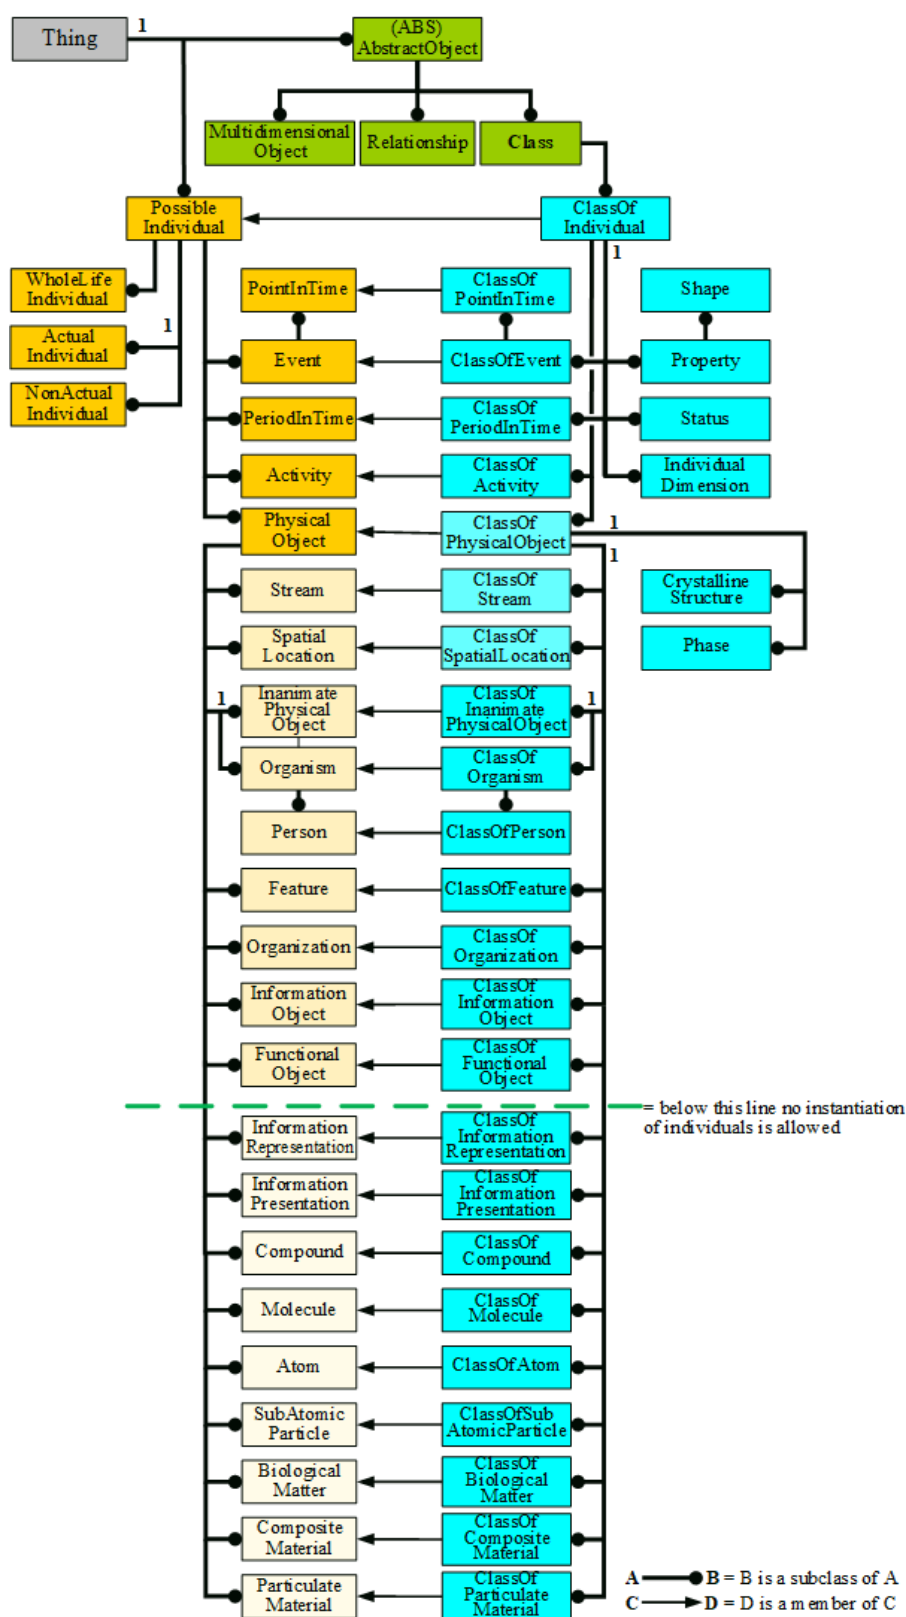 Thing
1
(ABS)
AbstractObject
Multidimensional
Object
Relationship
Class
Possible
Individual
ClassOf
Individual
1
WholeLife
Individual
PointInTime
ClassOf
PointInTime
Shape
1
Actual
Individual
Event
ClassOfEvent
Property
NonActual
Individual
PeriodInTime
ClassOf
PeriodInTime
Status
Activity
ClassOf
Activity
Individual
Dimension
Physical
Object
ClassOf
PhysicalObject
1
1
Stream
ClassOf
Stream
Crystalline
Structure
Spatial
Location
ClassOf
SpatialLocation
Phase
1
Inanimate
Physical
Object
ClassOf
Inanimate
PhysicalObject
1
Organism
ClassOf
Organism
Person
ClassOfPerson
Feature
ClassOfFeature
Organization
ClassOf
Organization
Information
Object
ClassOf
Information
Object
Functional
Object
ClassOf
Functional
Object
= below this line no instantiation
of individuals is allowed
Information
Representation
ClassOf
Information
Representation
Information
Presentation
ClassOf
Information
Presentation
Compound
ClassOf
Compound
Molecule
ClassOf
Molecule
Atom
ClassOfAtom
SubAtomic
Particle
ClassOfSub
AtomicParticle
Biological
Matter
ClassOf
Biological
Matter
Composite
Material
ClassOf
Composite
Material
Particulate
Material
ClassOf
Particulate
Material
A B = B is a subclass of A
C D = D is a member of C